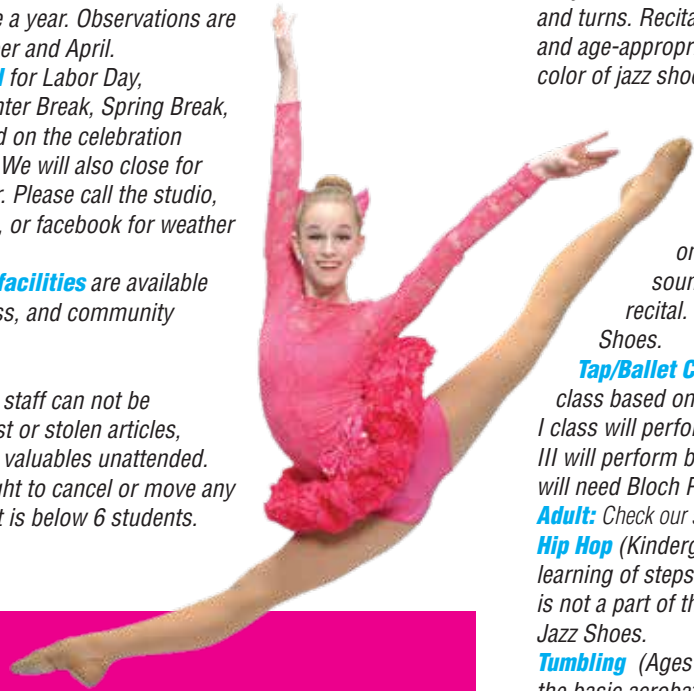 e a year. Observations are
er and April.
for Labor Day,
nter Break, Spring Break,
d on the celebration
We will also close for
r. Please call the studio,
, or facebook for weather
facilities are available
ss, and community
staff can not be
st or stolen articles,
valuables unattended.
ght to cancel or move any
t is below 6 students.
and turns. Recita
and age-appropr
color of jazz shoe
or
soun
recital.
Shoes.
Tap/Ballet C
class based on
I class will perfor
III will perform b
will need Bloch P
Adult: Check our s
Hip Hop (Kinderg
learning of steps
is not a part of th
Jazz Shoes.
Tumbling (Ages
the basic acrobat